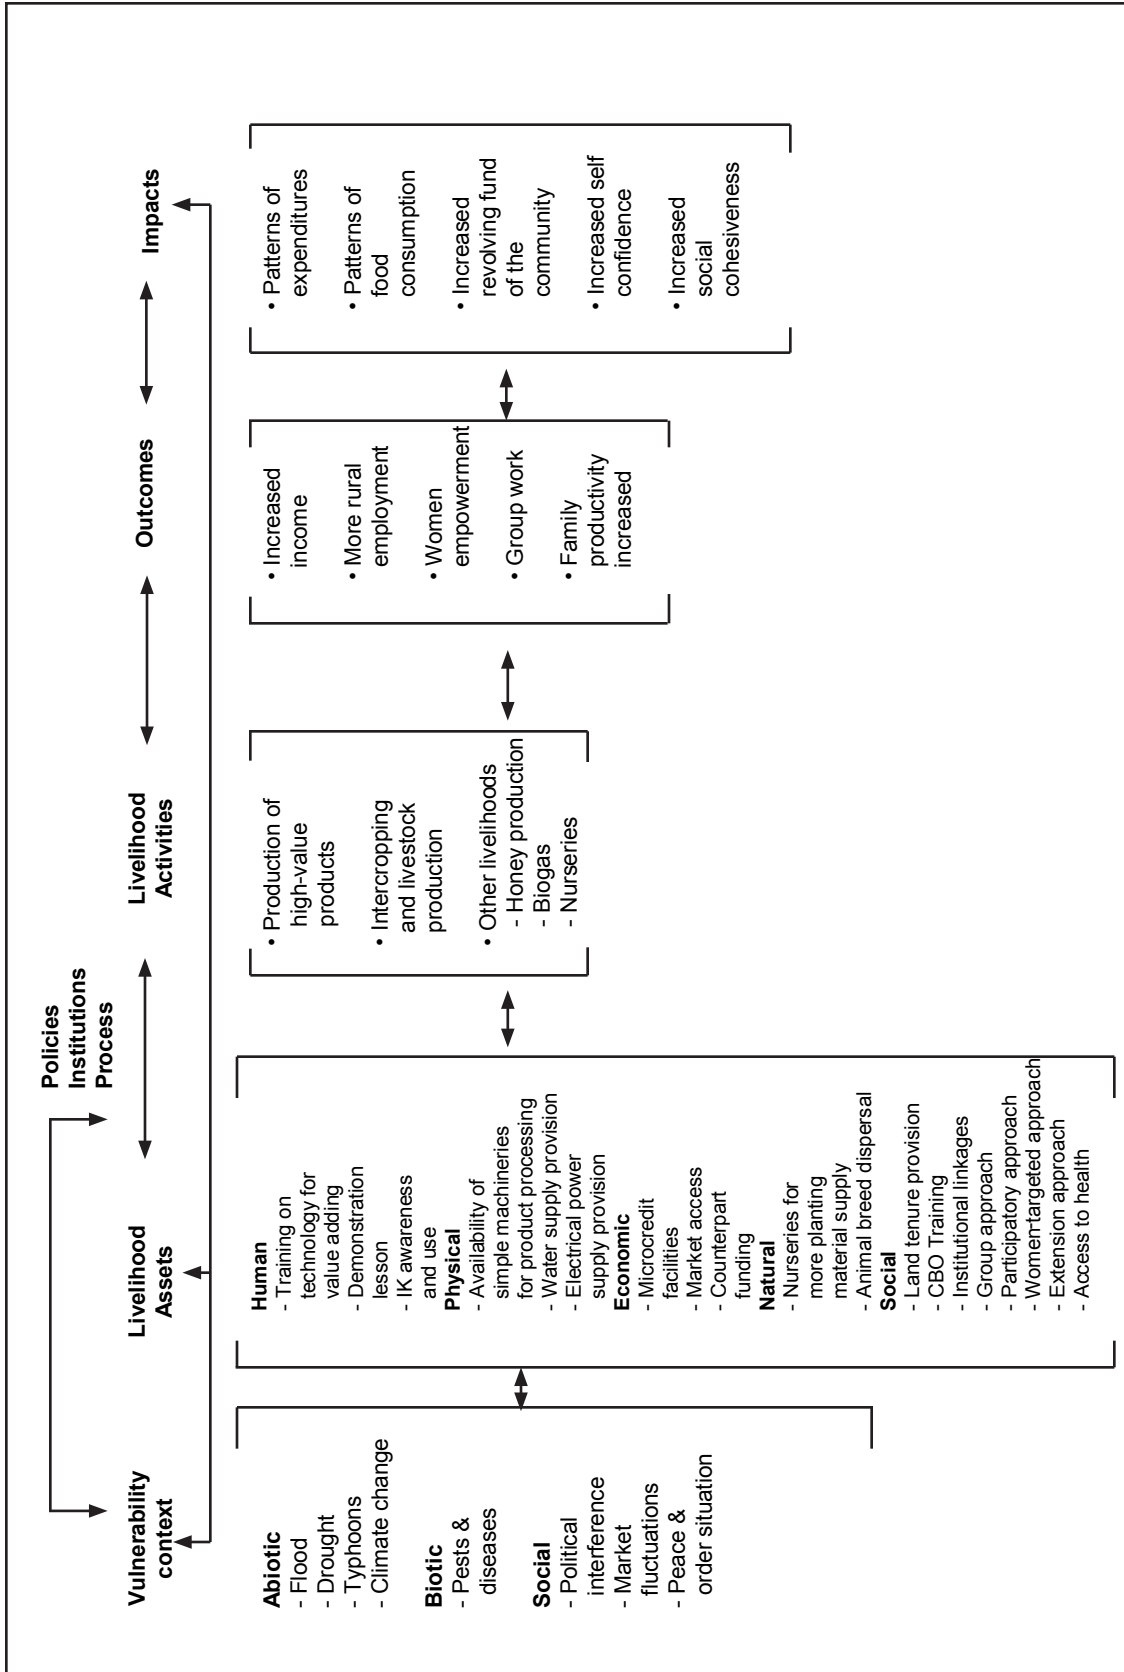 Policies
Institutions
Process
Vulnerability
context
Livelihood
Assets
Livelihood
Activities
Outcomes
Impacts
Abiotic
- Flood
- Drought
- Typhoons
- Climate change
Biotic
- Pests &
diseases
Social
- Political
interference
- Market
fluctuations
- Peace &
order situation
Human
- Training on
technology for
value adding
- Demonstration
lesson
- IK awareness
and use
Physical
- Availability of
simple machineries
for product processing
- Water supply provision
- Electrical power
supply provision
Economic
- Microcredit
facilities
- Market access
- Counterpart
funding
Natural
- Nurseries for
more planting
material supply
- Animal breed dispersal
Social
- Land tenure provision
- CBO Training
- Institutional linkages
- Group approach
- Participatory approach
- Women-targeted approach
- Extension approach
- Access to health
• Production of
high-value
products
• Intercropping
and livestock
production
• Other livelihoods
- Honey production
- Biogas
- Nurseries
• Increased
income
• More rural
employment
• Women
empowerment
• Group work
• Family
productivity
increased
• Patterns of
expenditures
• Patterns of
food
consumption
• Increased
revolving fund
of the
community
• Increased self
confidence
• Increased
social
cohesiveness